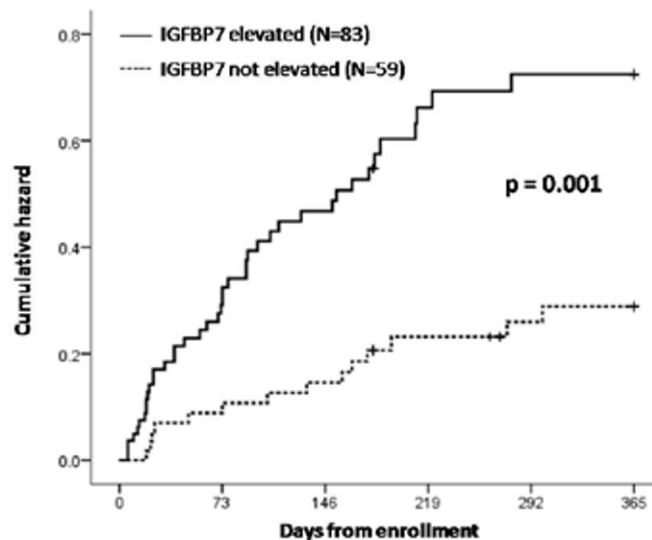 0.8
IGFBP7 elevated (N=83)
IGFBP7 not elevated (N=59)
0.6
p = 0.001
Cumulative hazard
0.4
0.2
0.0
0 73 146 219 292 365
Days from enrollment